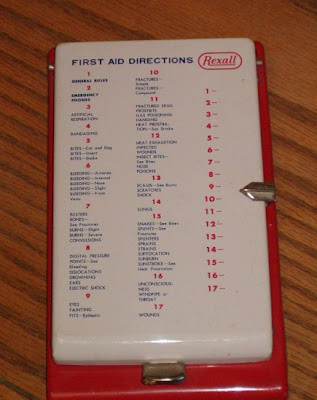 FIRST AID DIRECTIONS
Rexall
1
GENERAL RULES
2
EMERGENCY
PHONES
3
ARTIFICIAL
RESPIRATION
4
BANDAGING
5
BITES—Cat and Dog
BITES—Insect
BITES—Snake
6
BLEEDING—Arteries
BLEEDING—Internal
BLEEDING—Nose
BLEEDING—Slight
BLEEDING—From
Veins
7
BLISTERS
BONES—
See Fractures
BURNS—Slight
BURNS—Severe
CONVULSIONS
8
DIGITAL PRESSURE
POINTS—See
Bleeding
DISLOCATIONS
DROWNING
EARS
ELECTRIC SHOCK
9
EYES
FAINTING
FITS—Epileptic
10
FRACTURES—
Simple
FRACTURES—
Compound
11
FRACTURED SKULL
FROSTBITE
GAS POISONING
HANGING
HEAT PROSTRA-
TION—See Stroke
12
HEAT EXHAUSTION
INFECTED
WOUNDS
INSECT BITES—
See Bites
NOSE
POISONS
13
SCALDS—See Burns
SCRATCHES
SHOCK
14
LUNGS
15
SNAKES—See Bites
SPLINTS—See
Fractures
SPLINTERS
SPRAINS
STRAINS
SUFFOCATION
SUNBURN
SUNSTROKE—See
Heat Prostration
16
UNCONSCIOUS-
NESS
WINDPIPE or
THROAT
17
WOUNDS
1—
2—
3—
4—
5—
6—
7—
8—
9—
10—
11—
12—
13—
14—
15—
16—
17—